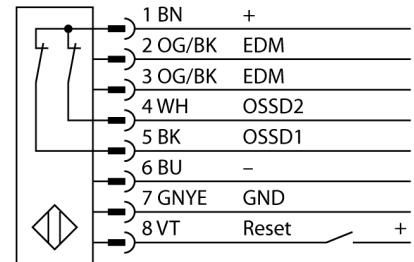 1 BN +
2 OG/BK EDM
3 OG/BK EDM
4 WH OSSD2
5 BK OSSD1
6 BU –
7 GNYE GND
8 VT Reset +